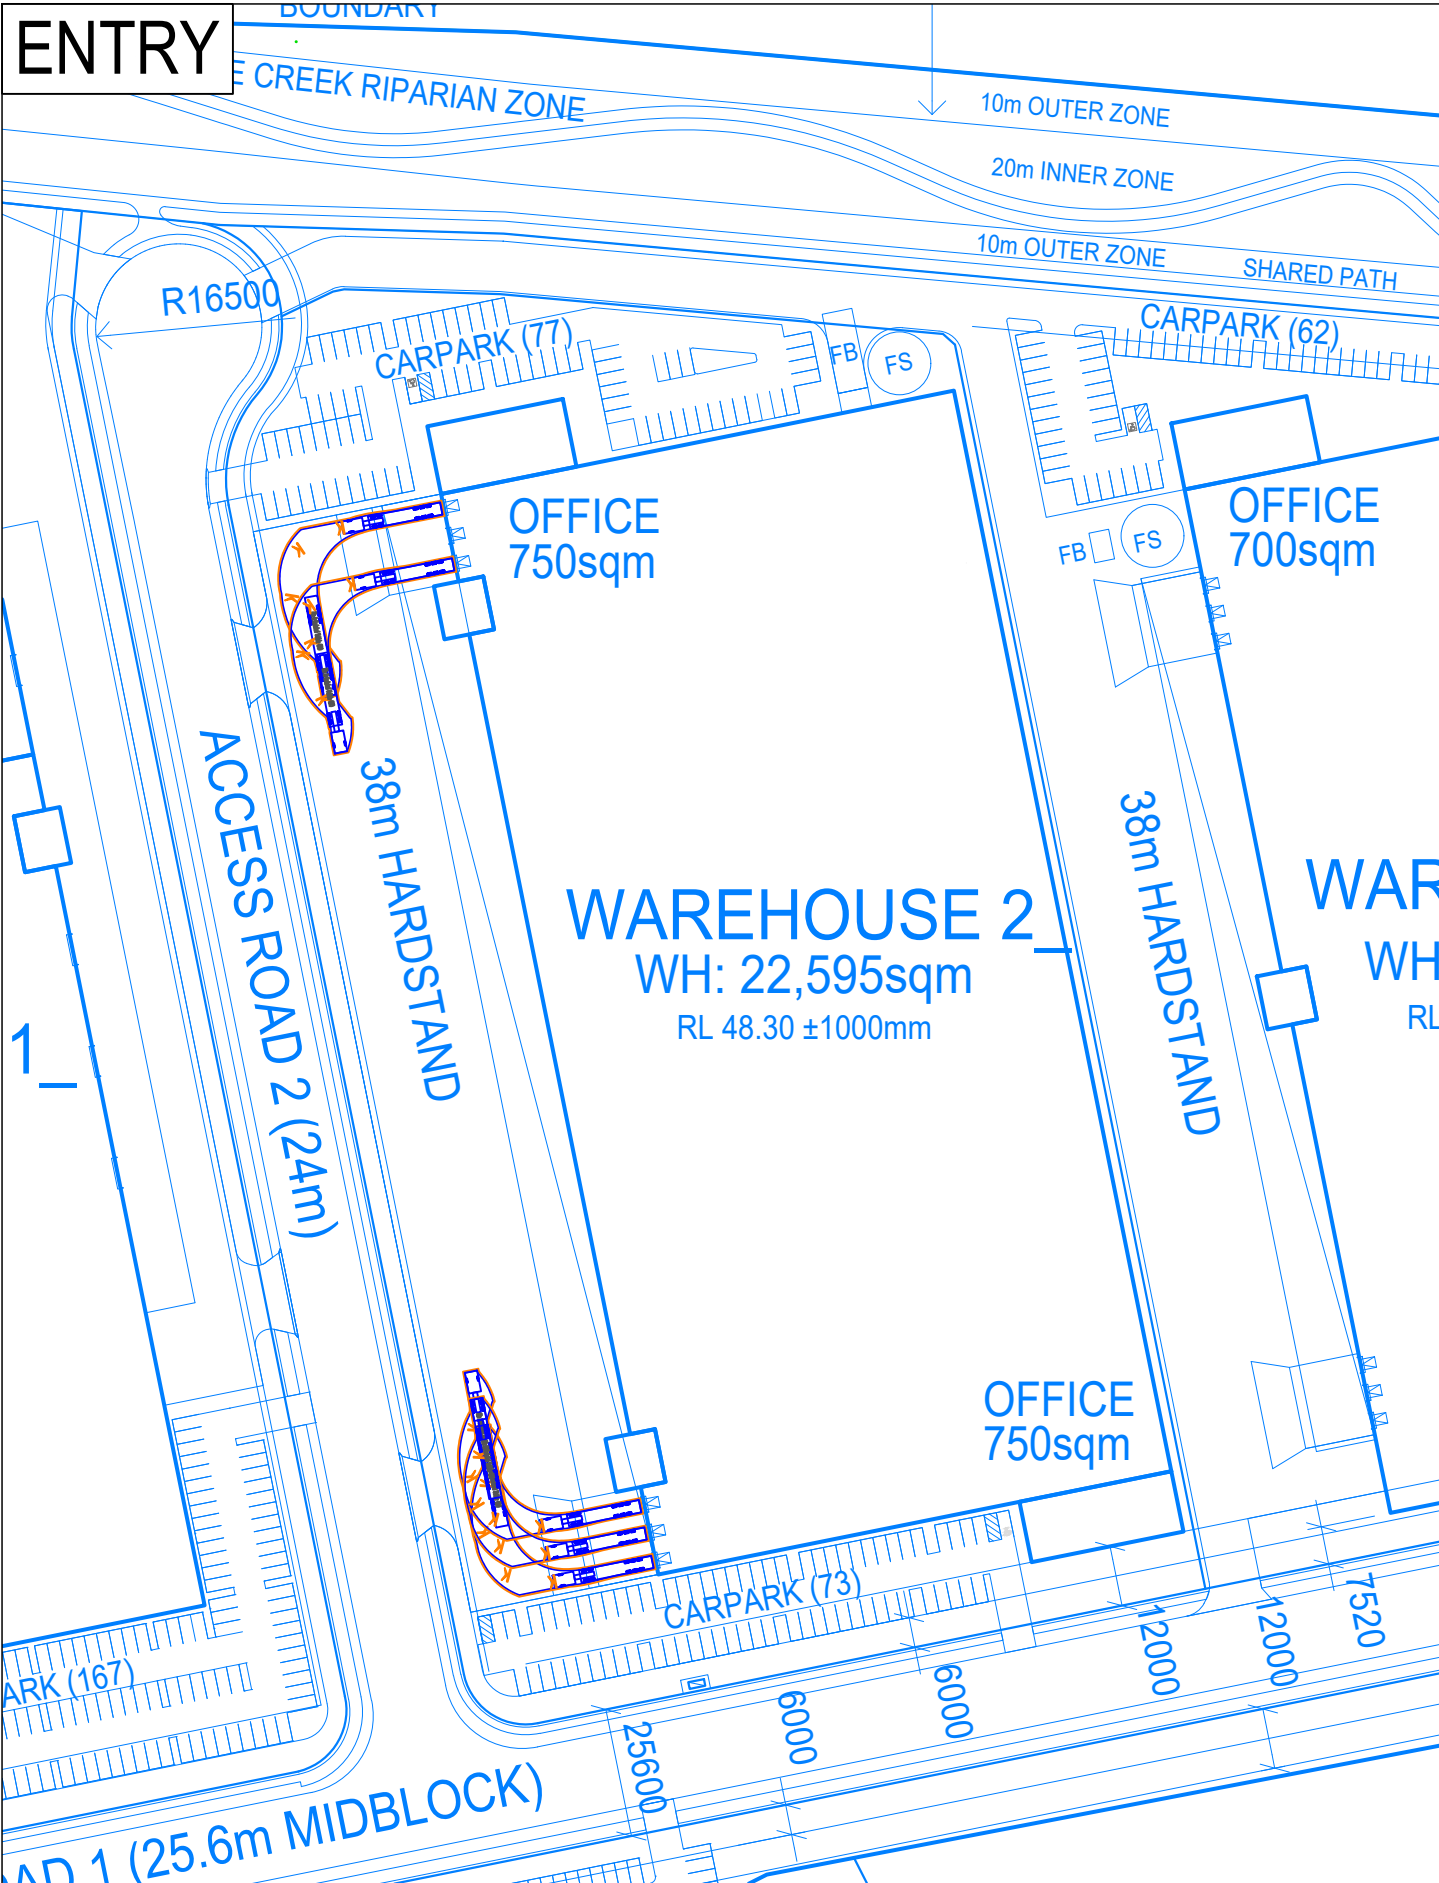 ENTRY
BOUNDARY
E CREEK RIPARIAN ZONE
10m OUTER ZONE
20m INNER ZONE
10m OUTER ZONE
SHARED PATH
R16500
CARPARK (77)
FB
FS
CARPARK (62)
OFFICE
750sqm
OFFICE
700sqm
FB
FS
ACCESS ROAD 2 (24m)
38m HARDSTAND
38m HARDSTAND
WAREHOUSE 2_
WH: 22,595sqm
RL 48.30 ±1000mm
WAR
WH
RL
1_
OFFICE
750sqm
CARPARK (73)
ARK (167)
7520
12000
12000
6000
6000
25600
AD 1 (25.6m MIDBLOCK)